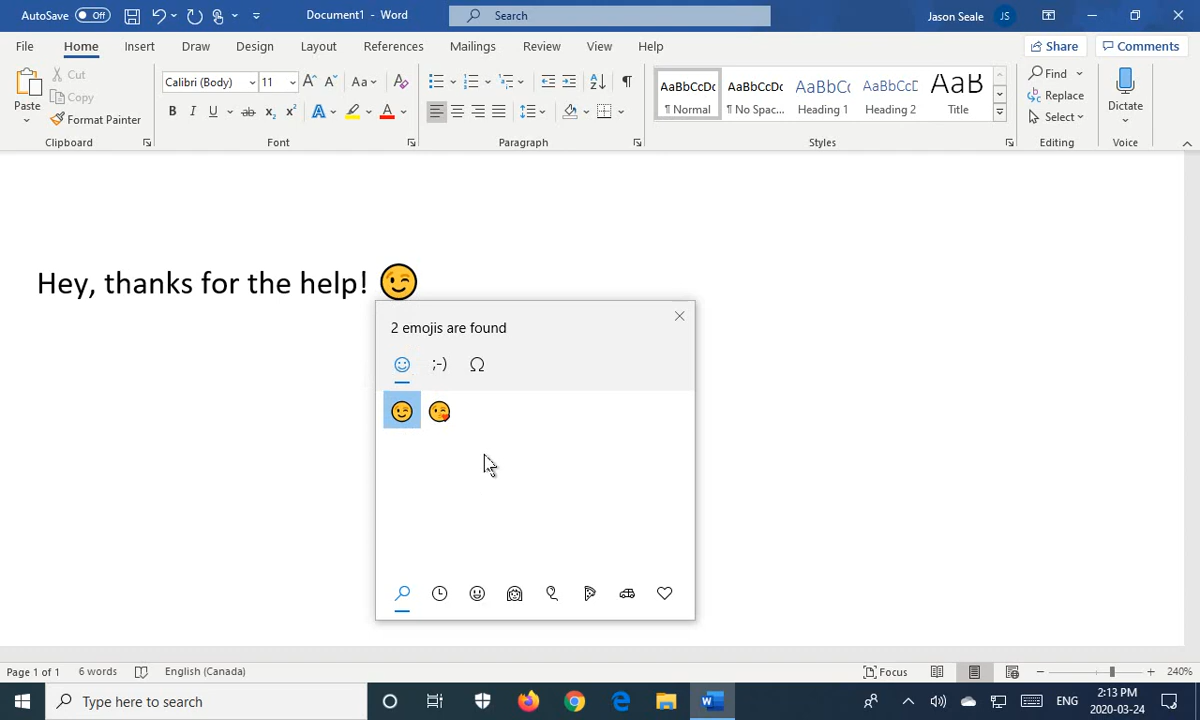 AutoSave Off Document1 - Word Search Jason Seale JS
File Home Insert Draw Design Layout References Mailings Review View Help Share Comments
Paste Cut Copy Format Painter
Calibri (Body) 11
AaBbCcDc AaBbCcDc AaBbCc AaBbCcD AaB
¶ Normal ¶ No Spac... Heading 1 Heading 2 Title
Find Replace Select
Dictate
Clipboard Font Paragraph Styles Editing Voice
Hey, thanks for the help! 😉
2 emojis are found
;-) Ω
Page 1 of 1 6 words English (Canada) Focus 240%
Type here to search ENG 2:13 PM
2020-03-24